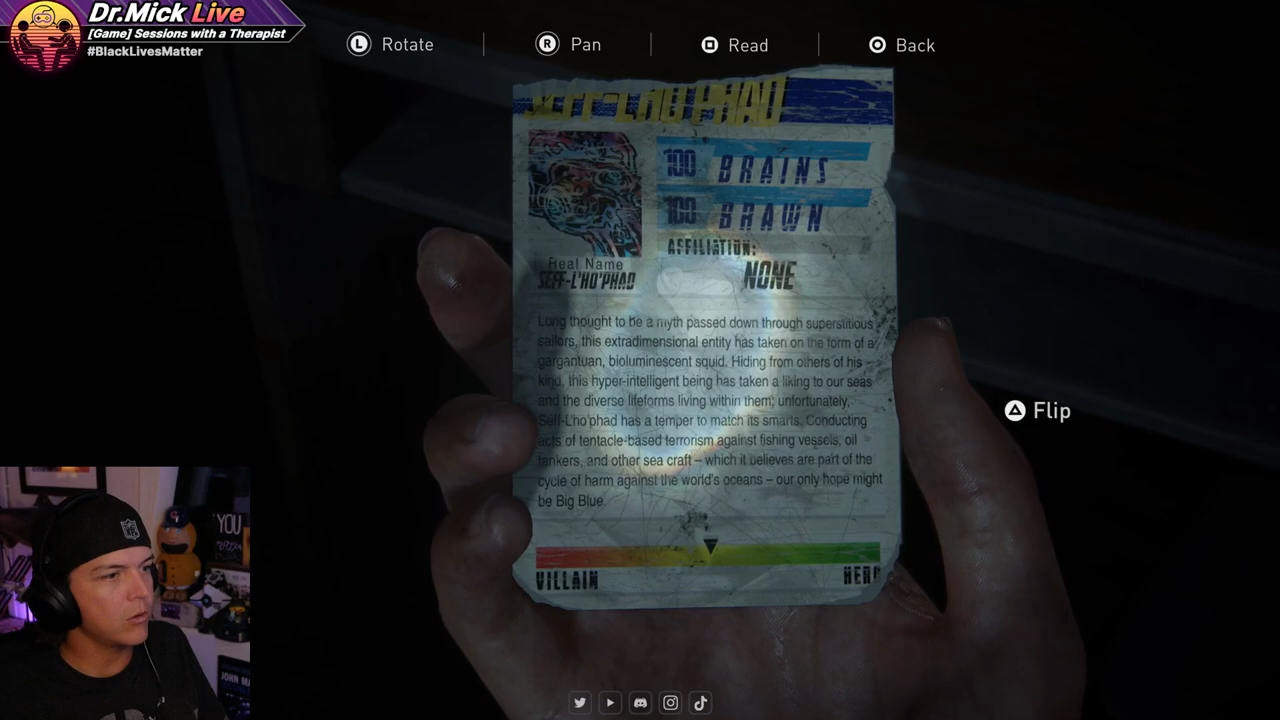 Dr.Mick Live
[Game] Sessions with a Therapist
#BlackLivesMatter
L Rotate
R Pan
Read
Back
SEFF-L'HO'PHAD
100 BRAINS
100 BRAWN
AFFILIATION:
NONE
Real Name
SEFF-L'HO'PHAD
Long thought to be a myth passed down through superstitious
sailors, this extradimensional entity has taken on the form of a
gargantuan, bioluminescent squid. Hiding from others of his
kind, this hyper-intelligent being has taken a liking to our seas
and the diverse lifeforms living within them; unfortunately,
Seff-L'ho'phad has a temper to match its smarts. Conducting
acts of tentacle-based terrorism against fishing vessels, oil
tankers, and other sea craft – which it believes are part of the
cycle of harm against the world's oceans – our only hope might
be Big Blue.
Flip
VILLAIN
HERO
YOU
NFL